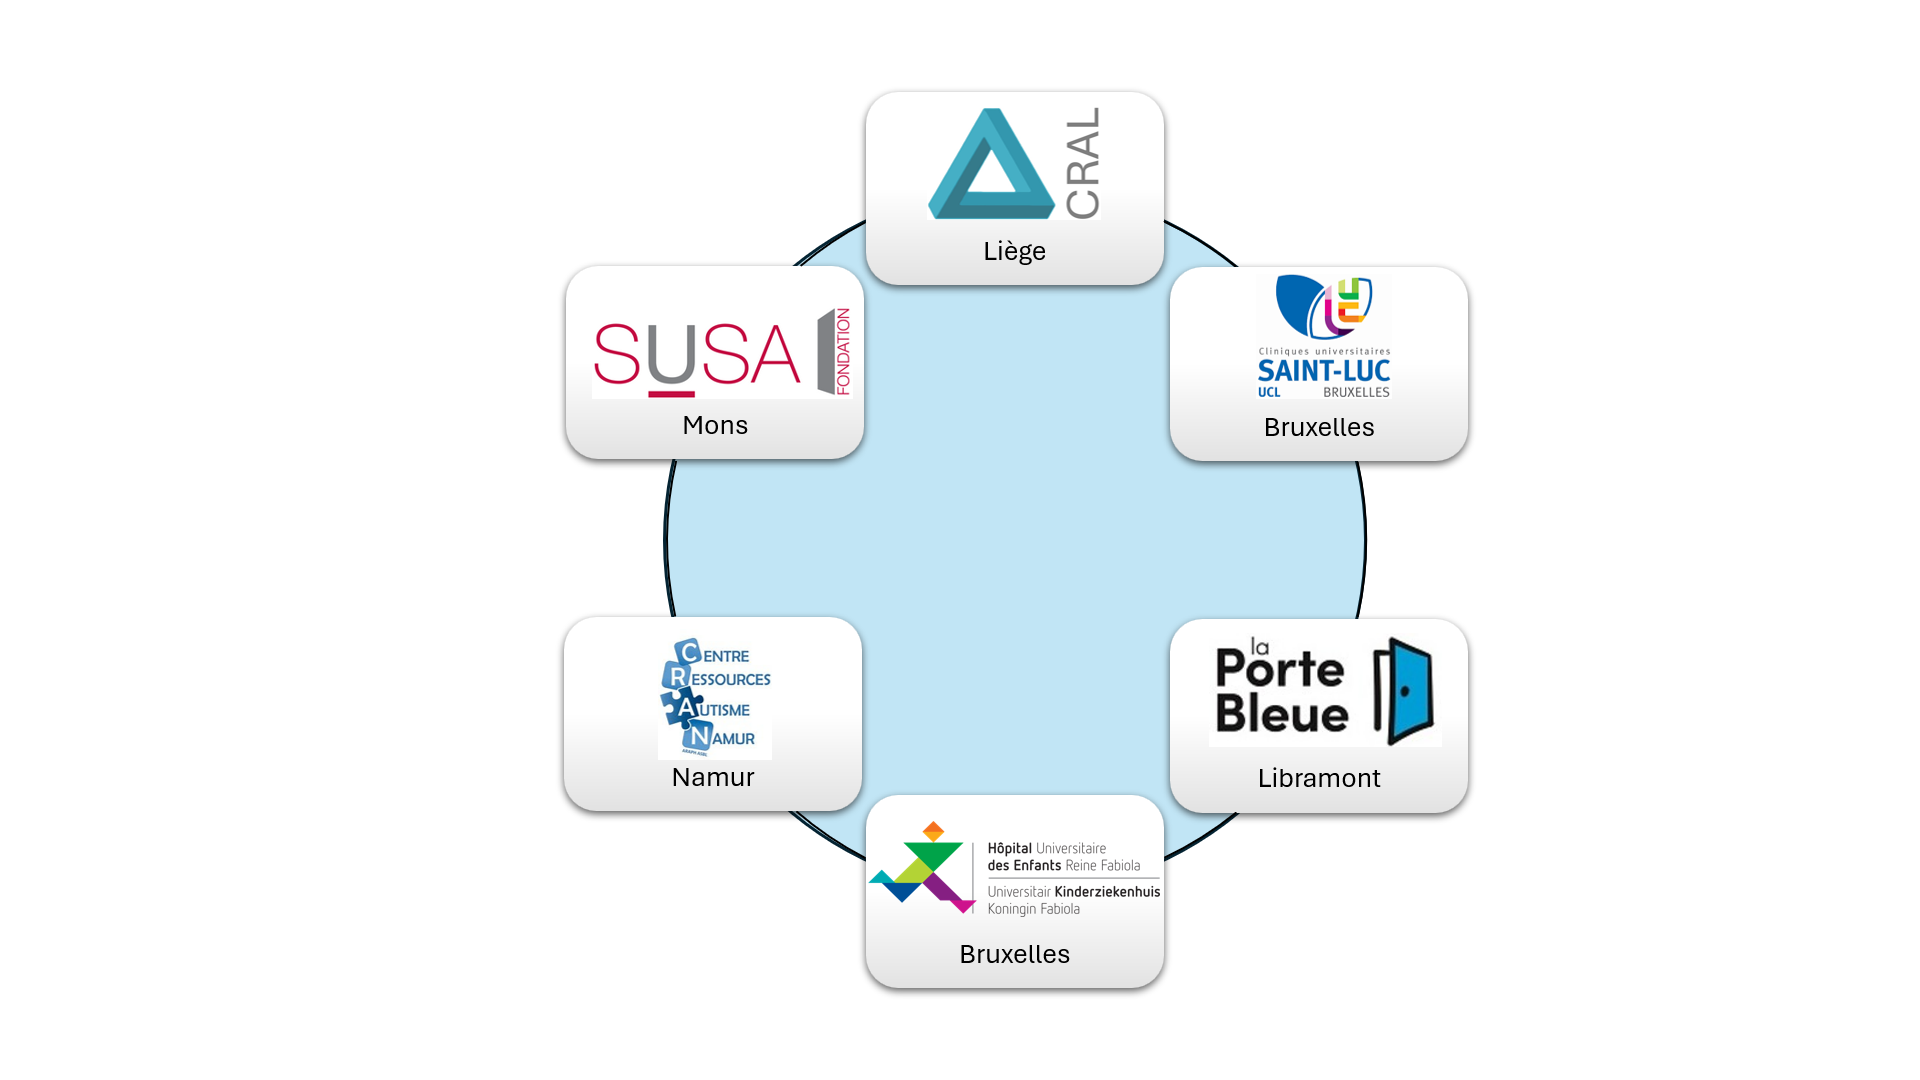 CRAL
Liège
SUSA
FONDATION
Mons
Cliniques universitaires
SAINT-LUC
UCL BRUXELLES
Bruxelles
CENTRE
RESSOURCES
AUTISME
NAMUR
Namur
la
Porte
Bleue
Libramont
Hôpital Universitaire
des Enfants Reine Fabiola
Universitair Kinderziekenhuis
Koningin Fabiola
Bruxelles